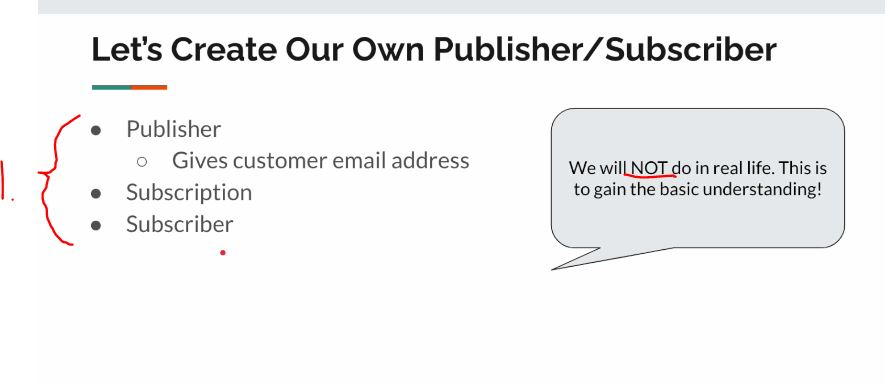 Let's Create Our Own Publisher/Subscriber
1.
● Publisher
○ Gives customer email address
● Subscription
● Subscriber
We will NOT do in real life. This is
to gain the basic understanding!